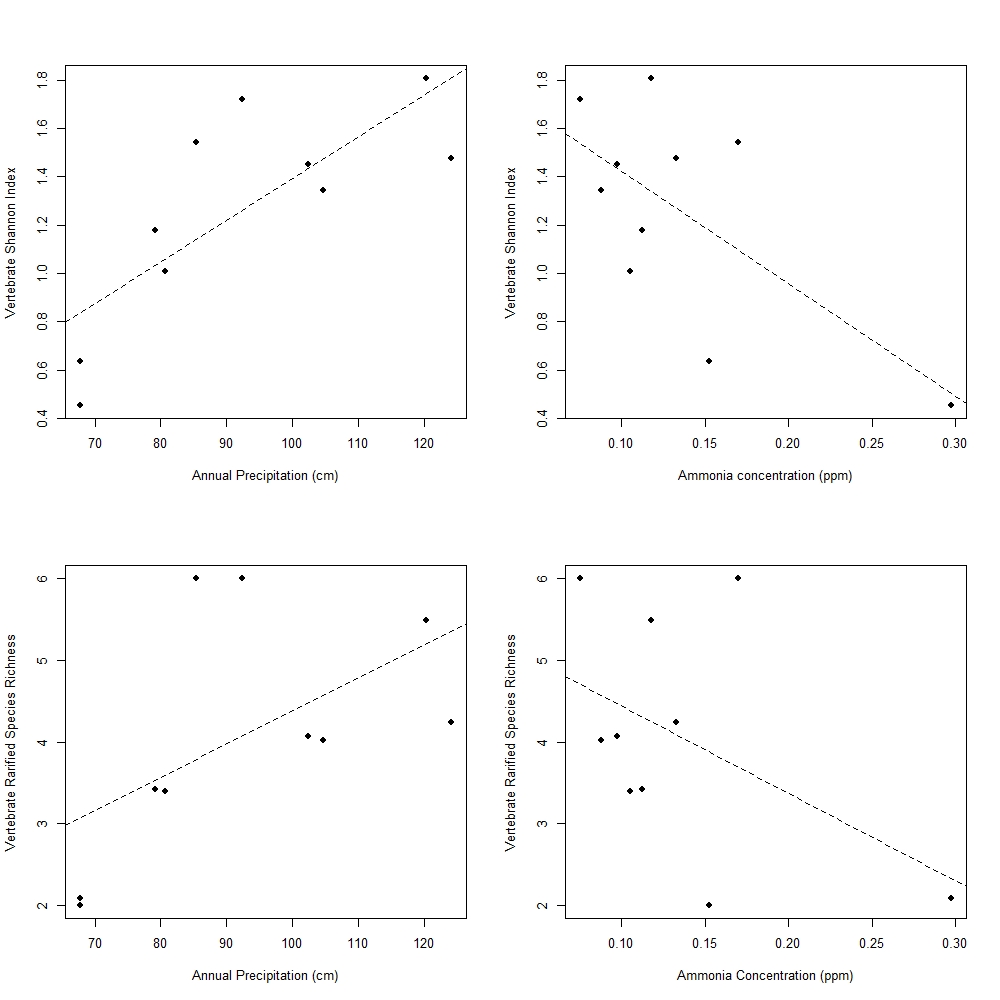 Vertebrate Shannon Index
1.8
1.6
1.4
1.2
1.0
0.8
0.6
0.4
70 80 90 100 110 120
Annual Precipitation (cm)
Vertebrate Shannon Index
1.8
1.6
1.4
1.2
1.0
0.8
0.6
0.4
0.10 0.15 0.20 0.25 0.30
Ammonia concentration (ppm)
Vertebrate Rarified Species Richness
6
5
4
3
2
70 80 90 100 110 120
Annual Precipitation (cm)
Vertebrate Rarified Species Richness
6
5
4
3
2
0.10 0.15 0.20 0.25 0.30
Ammonia Concentration (ppm)